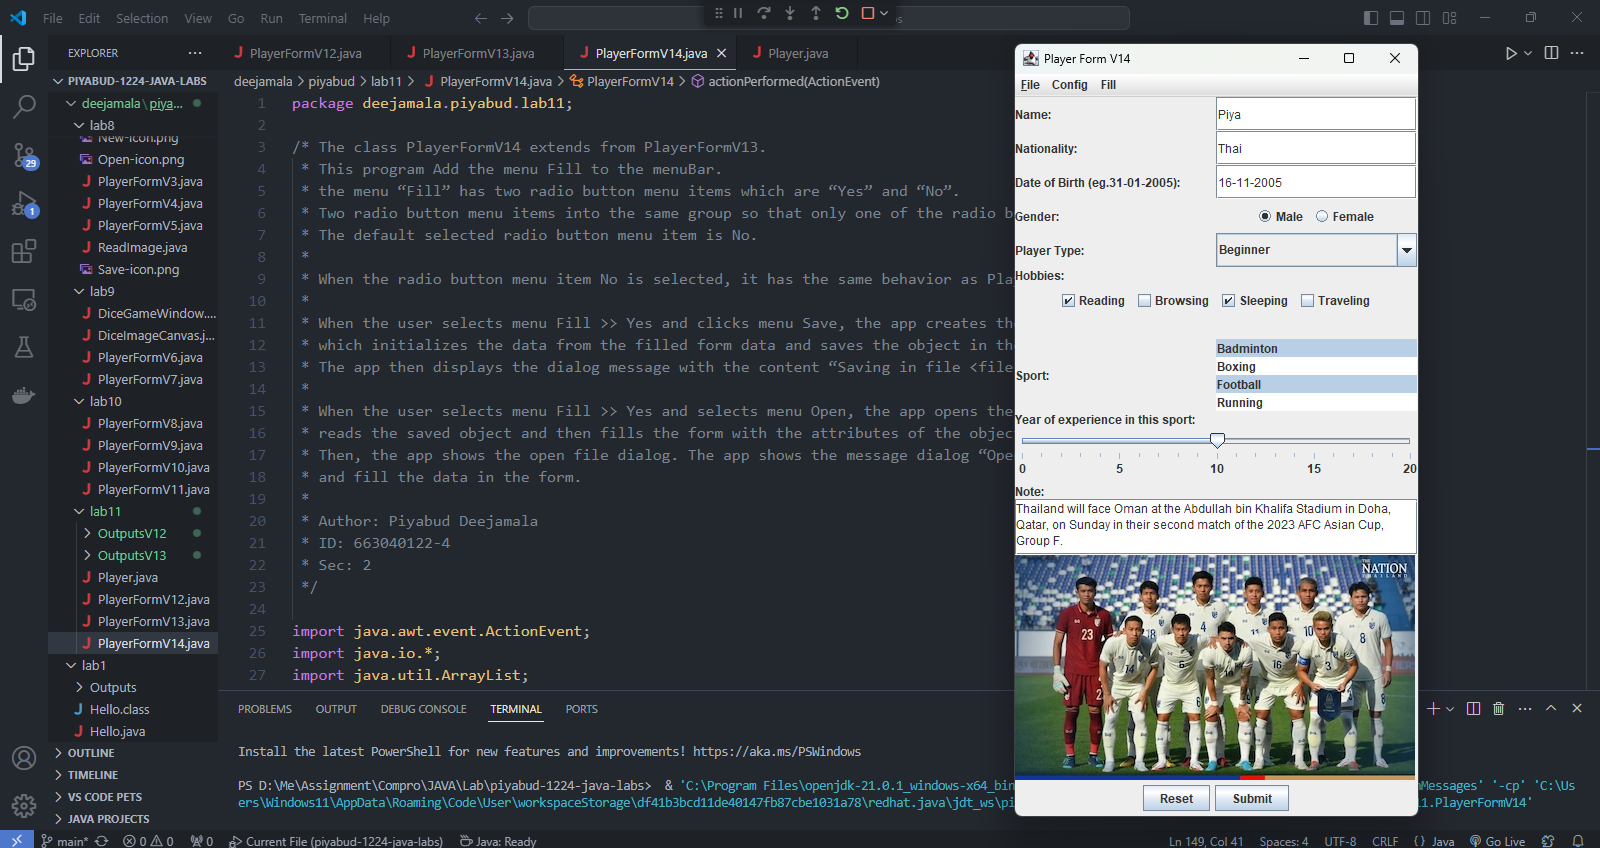 File Edit Selection View Go Run Terminal Help
EXPLORER
PIYABUD-1224-JAVA-LABS
deejamala\piya...
lab8
New-icon.png
Open-icon.png
PlayerFormV3.java
PlayerFormV4.java
PlayerFormV5.java
ReadImage.java
Save-icon.png
lab9
DiceGameWindow....
DiceImageCanvas.j...
PlayerFormV6.java
PlayerFormV7.java
lab10
PlayerFormV8.java
PlayerFormV9.java
PlayerFormV10.java
PlayerFormV11.java
lab11
OutputsV12
OutputsV13
Player.java
PlayerFormV12.java
PlayerFormV13.java
PlayerFormV14.java
lab1
Outputs
Hello.class
Hello.java
OUTLINE
TIMELINE
VS CODE PETS
JAVA PROJECTS
29
1
PlayerFormV12.java PlayerFormV13.java PlayerFormV14.java Player.java
deejamala > piyabud > lab11 > PlayerFormV14.java > PlayerFormV14 > actionPerformed(ActionEvent)
1 package deejamala.piyabud.lab11;
2
3 /* The class PlayerFormV14 extends from PlayerFormV13.
4 * This program Add the menu Fill to the menuBar.
5 * the menu “Fill” has two radio button menu items which are “Yes” and “No”.
6 * Two radio button menu items into the same group so that only one of the radio b
7 * The default selected radio button menu item is No.
8 *
9 * When the radio button menu item No is selected, it has the same behavior as Pla
10 *
11 * When the user selects menu Fill >> Yes and clicks menu Save, the app creates th
12 * which initializes the data from the filled form data and saves the object in th
13 * The app then displays the dialog message with the content “Saving in file <file
14 *
15 * When the user selects menu Fill >> Yes and selects menu Open, the app opens the
16 * reads the saved object and then fills the form with the attributes of the objec
17 * Then, the app shows the open file dialog. The app shows the message dialog “Ope
18 * and fill the data in the form.
19 *
20 * Author: Piyabud Deejamala
21 * ID: 663040122-4
22 * Sec: 2
23 */
24
25 import java.awt.event.ActionEvent;
26 import java.io.*;
27 import java.util.ArrayList;
PROBLEMS OUTPUT DEBUG CONSOLE TERMINAL PORTS
Install the latest PowerShell for new features and improvements! https://aka.ms/PSWindows
PS D:\Me\Assignment\Compro\JAVA\Lab\piyabud-1224-java-labs> & 'C:\Program Files\openjdk-21.0.1_windows-x64_bin nMessages' '-cp' 'C:\Us
ers\Windows11\AppData\Roaming\Code\User\workspaceStorage\df41b3bcd11de40147fb87cbe1031a78\redhat.java\jdt_ws\pi 1.PlayerFormV14'
Player Form V14
File Config Fill
Name: Piya
Nationality: Thai
Date of Birth (eg.31-01-2005): 16-11-2005
Gender: Male Female
Player Type: Beginner
Hobbies:
Reading Browsing Sleeping Traveling
Sport:
Badminton
Boxing
Football
Running
Year of experience in this sport:
0 5 10 15 20
Note:
Thailand will face Oman at the Abdullah bin Khalifa Stadium in Doha,
Qatar, on Sunday in their second match of the 2023 AFC Asian Cup,
Group F.
THE
NATION
THAILAND
23 4 8
14 6 16 3
Reset Submit
main* 0 0 0 Current File (piyabud-1224-java-labs) Java: Ready
Ln 149, Col 41 Spaces: 4 UTF-8 CRLF {} Java Go Live